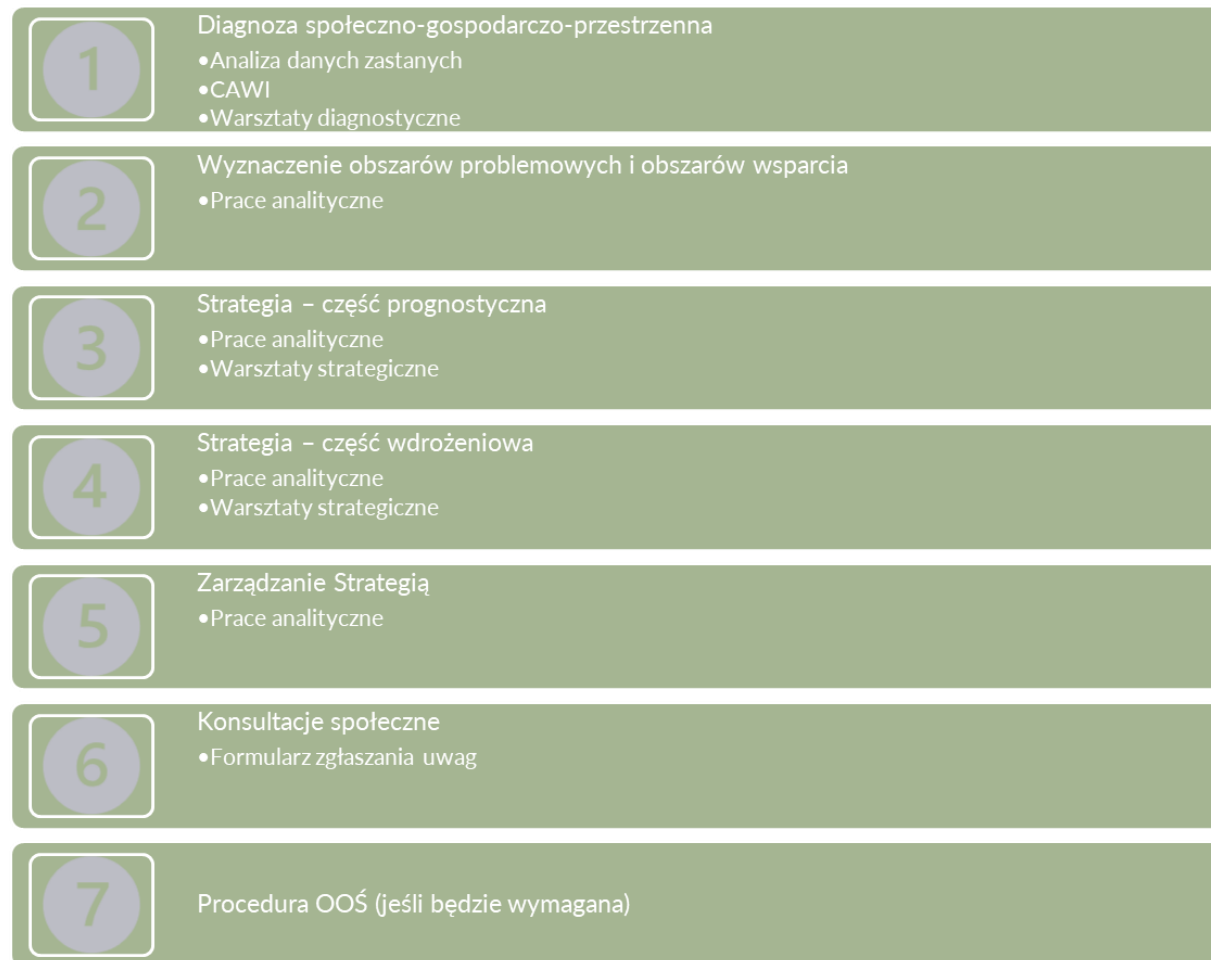 1
Diagnoza społeczno-gospodarczo-przestrzenna
•Analiza danych zastanych
•CAWI
•Warsztaty diagnostyczne
2
Wyznaczenie obszarów problemowych i obszarów wsparcia
•Prace analityczne
3
Strategia – część prognostyczna
•Prace analityczne
•Warsztaty strategiczne
4
Strategia – część wdrożeniowa
•Prace analityczne
•Warsztaty strategiczne
5
Zarządzanie Strategią
•Prace analityczne
6
Konsultacje społeczne
•Formularz zgłaszania uwag
7
Procedura OOŚ (jeśli będzie wymagana)